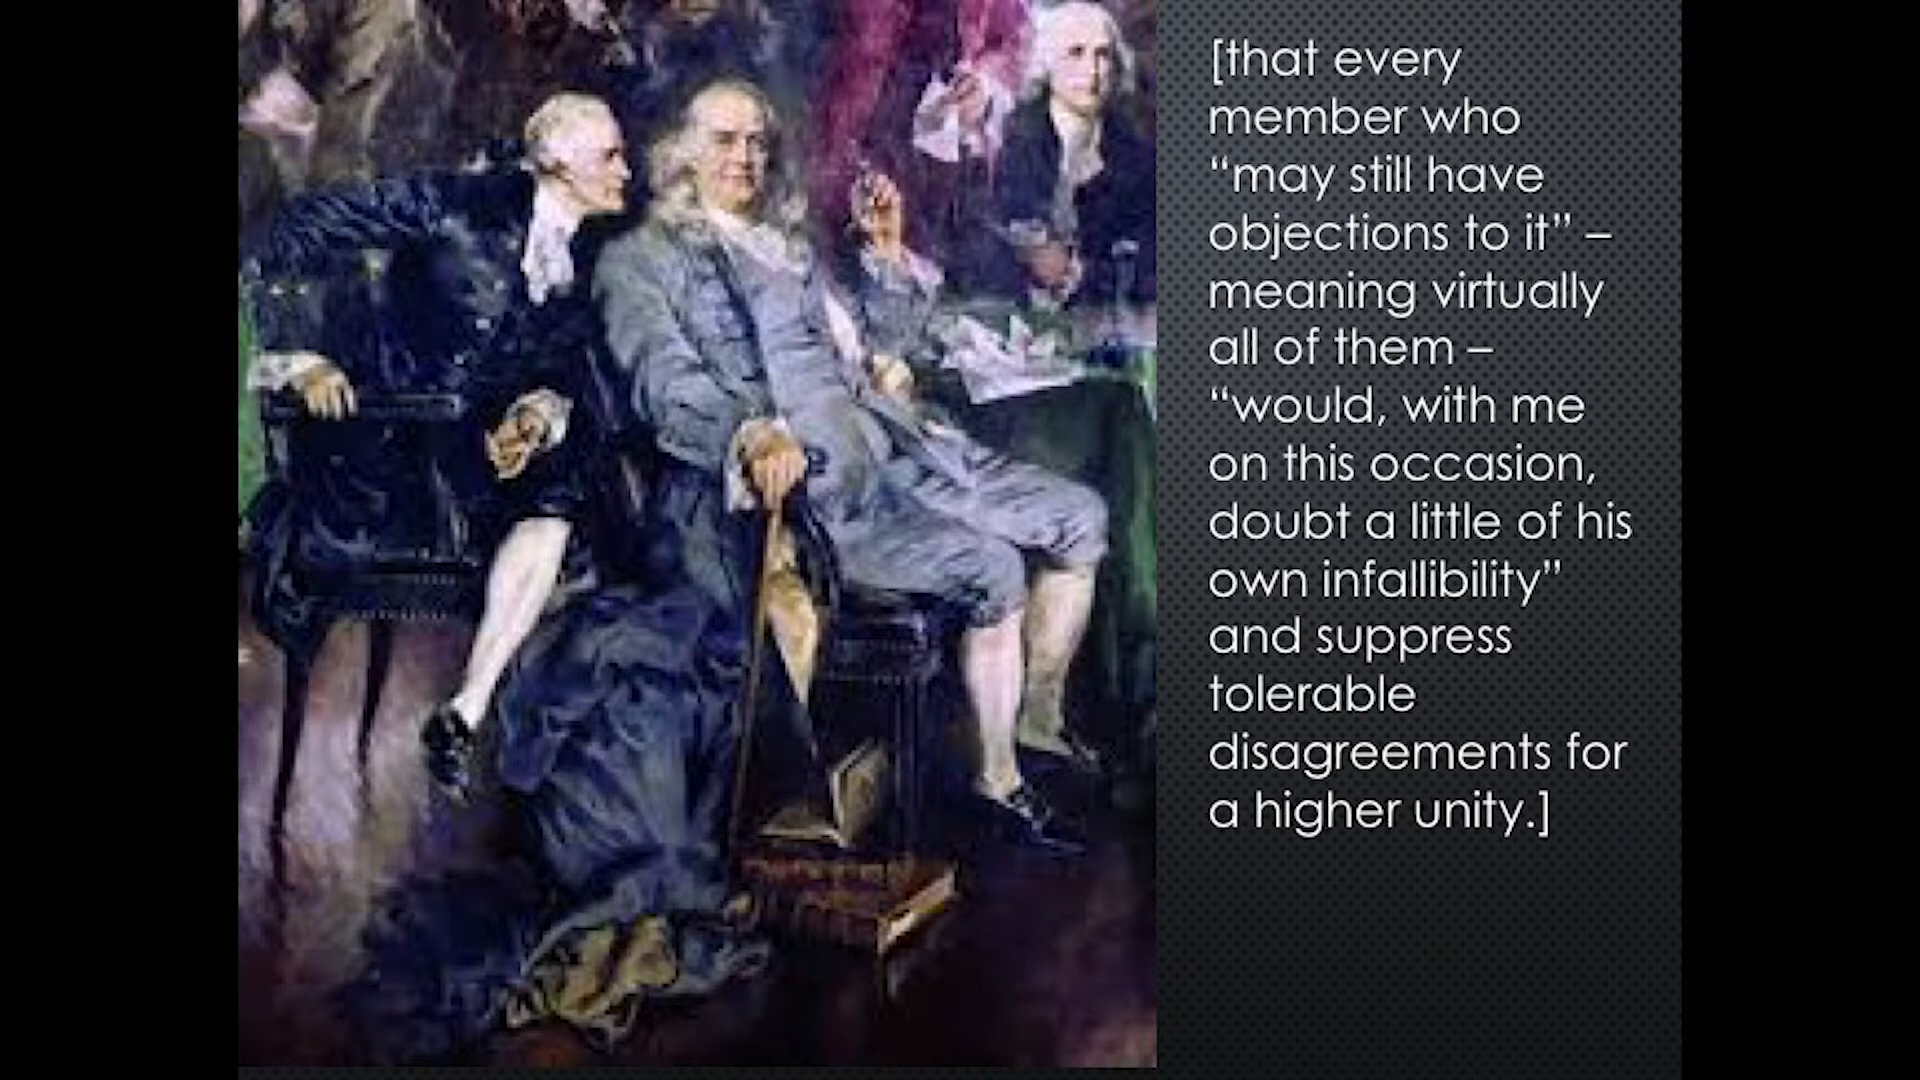 [that every
member who
“may still have
objections to it” –
meaning virtually
all of them –
“would, with me
on this occasion,
doubt a little of his
own infallibility”
and suppress
tolerable
disagreements for
a higher unity.]